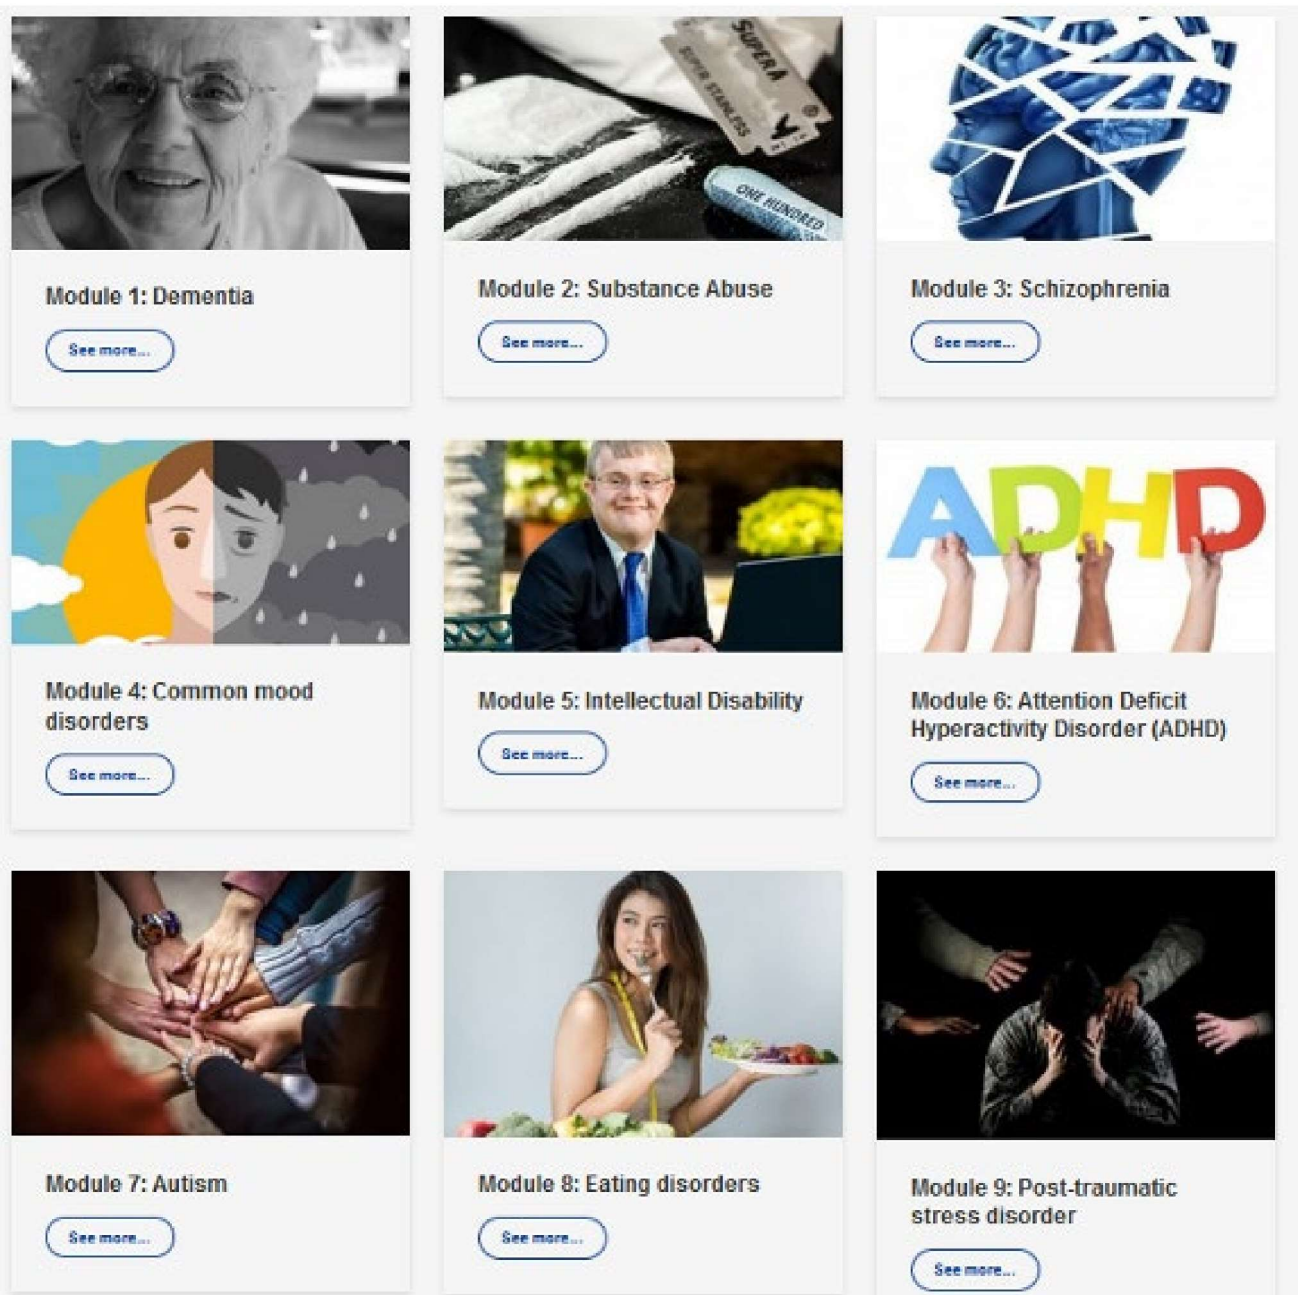 SUPERA
SUPER STAINLESS
ONE HUNDRED
Module 1: Dementia
See more...
Module 2: Substance Abuse
See more...
Module 3: Schizophrenia
See more...
ADHD
Module 4: Common mood
disorders
See more...
Module 5: Intellectual Disability
See more...
Module 6: Attention Deficit
Hyperactivity Disorder (ADHD)
See more...
Module 7: Autism
See more...
Module 8: Eating disorders
See more...
Module 9: Post-traumatic
stress disorder
See more...